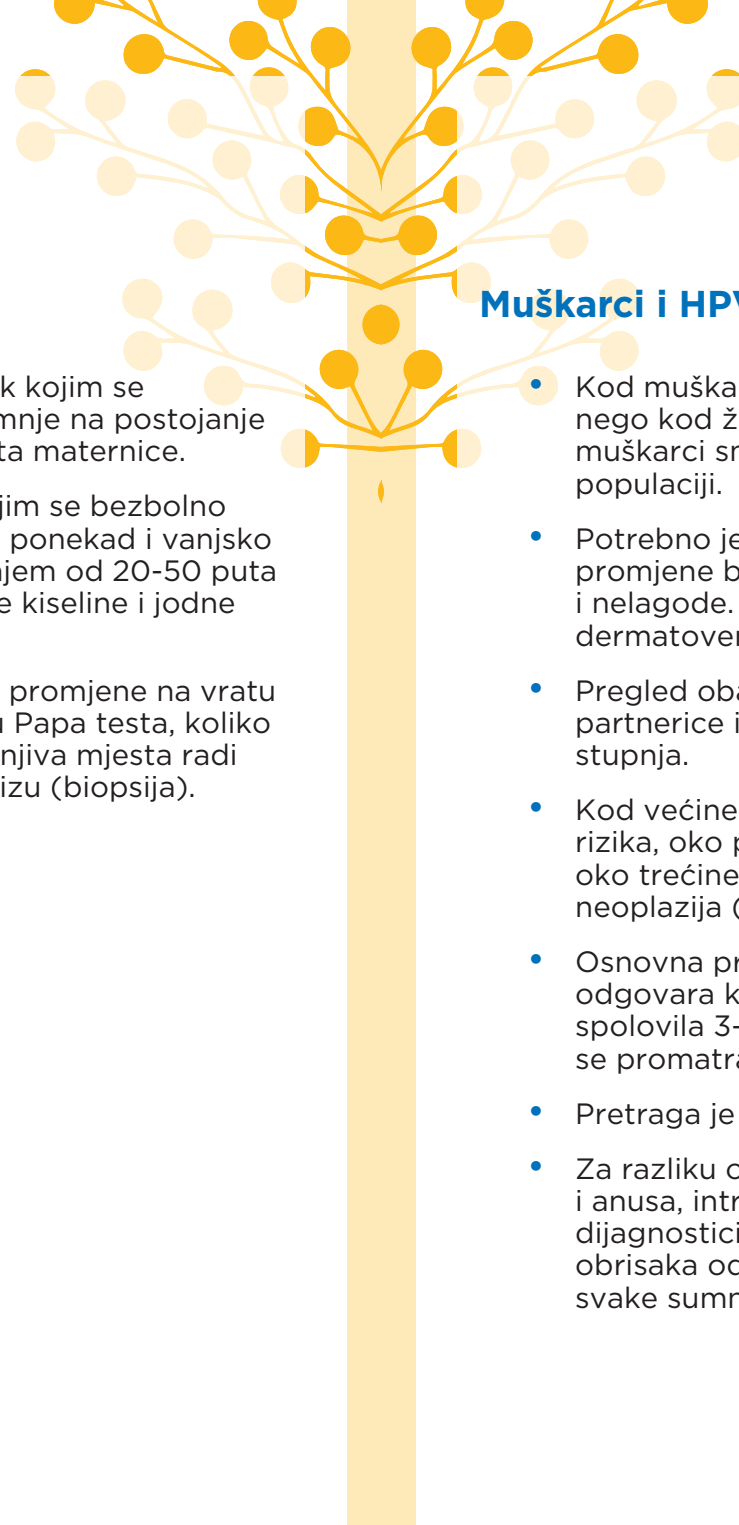 k kojim se
mnje na postojanje
ta maternice.
jim se bezbolno
ponekad i vanjsko
njem od 20-50 puta
e kiseline i jodne
promjene na vratu
u Papa testa, koliko
njiva mjesta radi
izu (biopsija).
Muškarci i HPV
• Kod muška
nego kod ž
muškarci sm
populaciji.
• Potrebno je
promjene b
i nelagode.
dermatoven
• Pregled oba
partnerice i
stupnja.
• Kod većine
rizika, oko p
oko trećine
neoplazija (
• Osnovna pr
odgovara k
spolovila 3-
se promatra
• Pretraga je
• Za razliku o
i anusa, intr
dijagnostici
obrisaka od
svake sumn